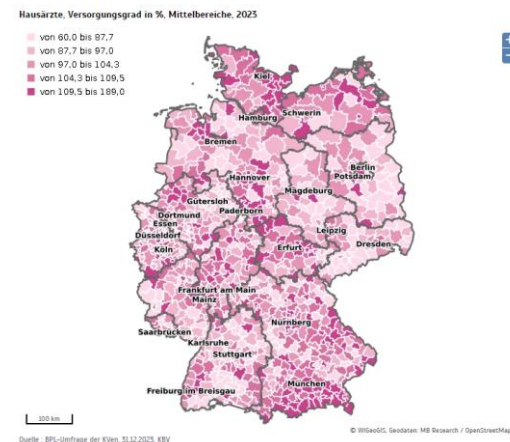 Hausärzte, Versorgungsgrad in %, Mittelbereiche, 2023
von 60,0 bis 87,7
von 87,7 bis 97,0
von 97,0 bis 104,3
von 104,3 bis 109,5
von 109,5 bis 189,0
+
−
Kiel
Schwerin
Hamburg
Bremen
Berlin
Potsdam
Hannover
Magdeburg
Gütersloh
Paderborn
Dortmund
Essen
Düsseldorf
Leipzig
Dresden
Köln
Erfurt
Frankfurt am Main
Mainz
Nürnberg
Saarbrücken
Karlsruhe
Stuttgart
München
Freiburg im Breisgau
100 km
© WIGeoGIS, Geodaten: MB Research / OpenStreetMap
Quelle : BPL-Umfrage der KVen, 31.12.2023, KBV